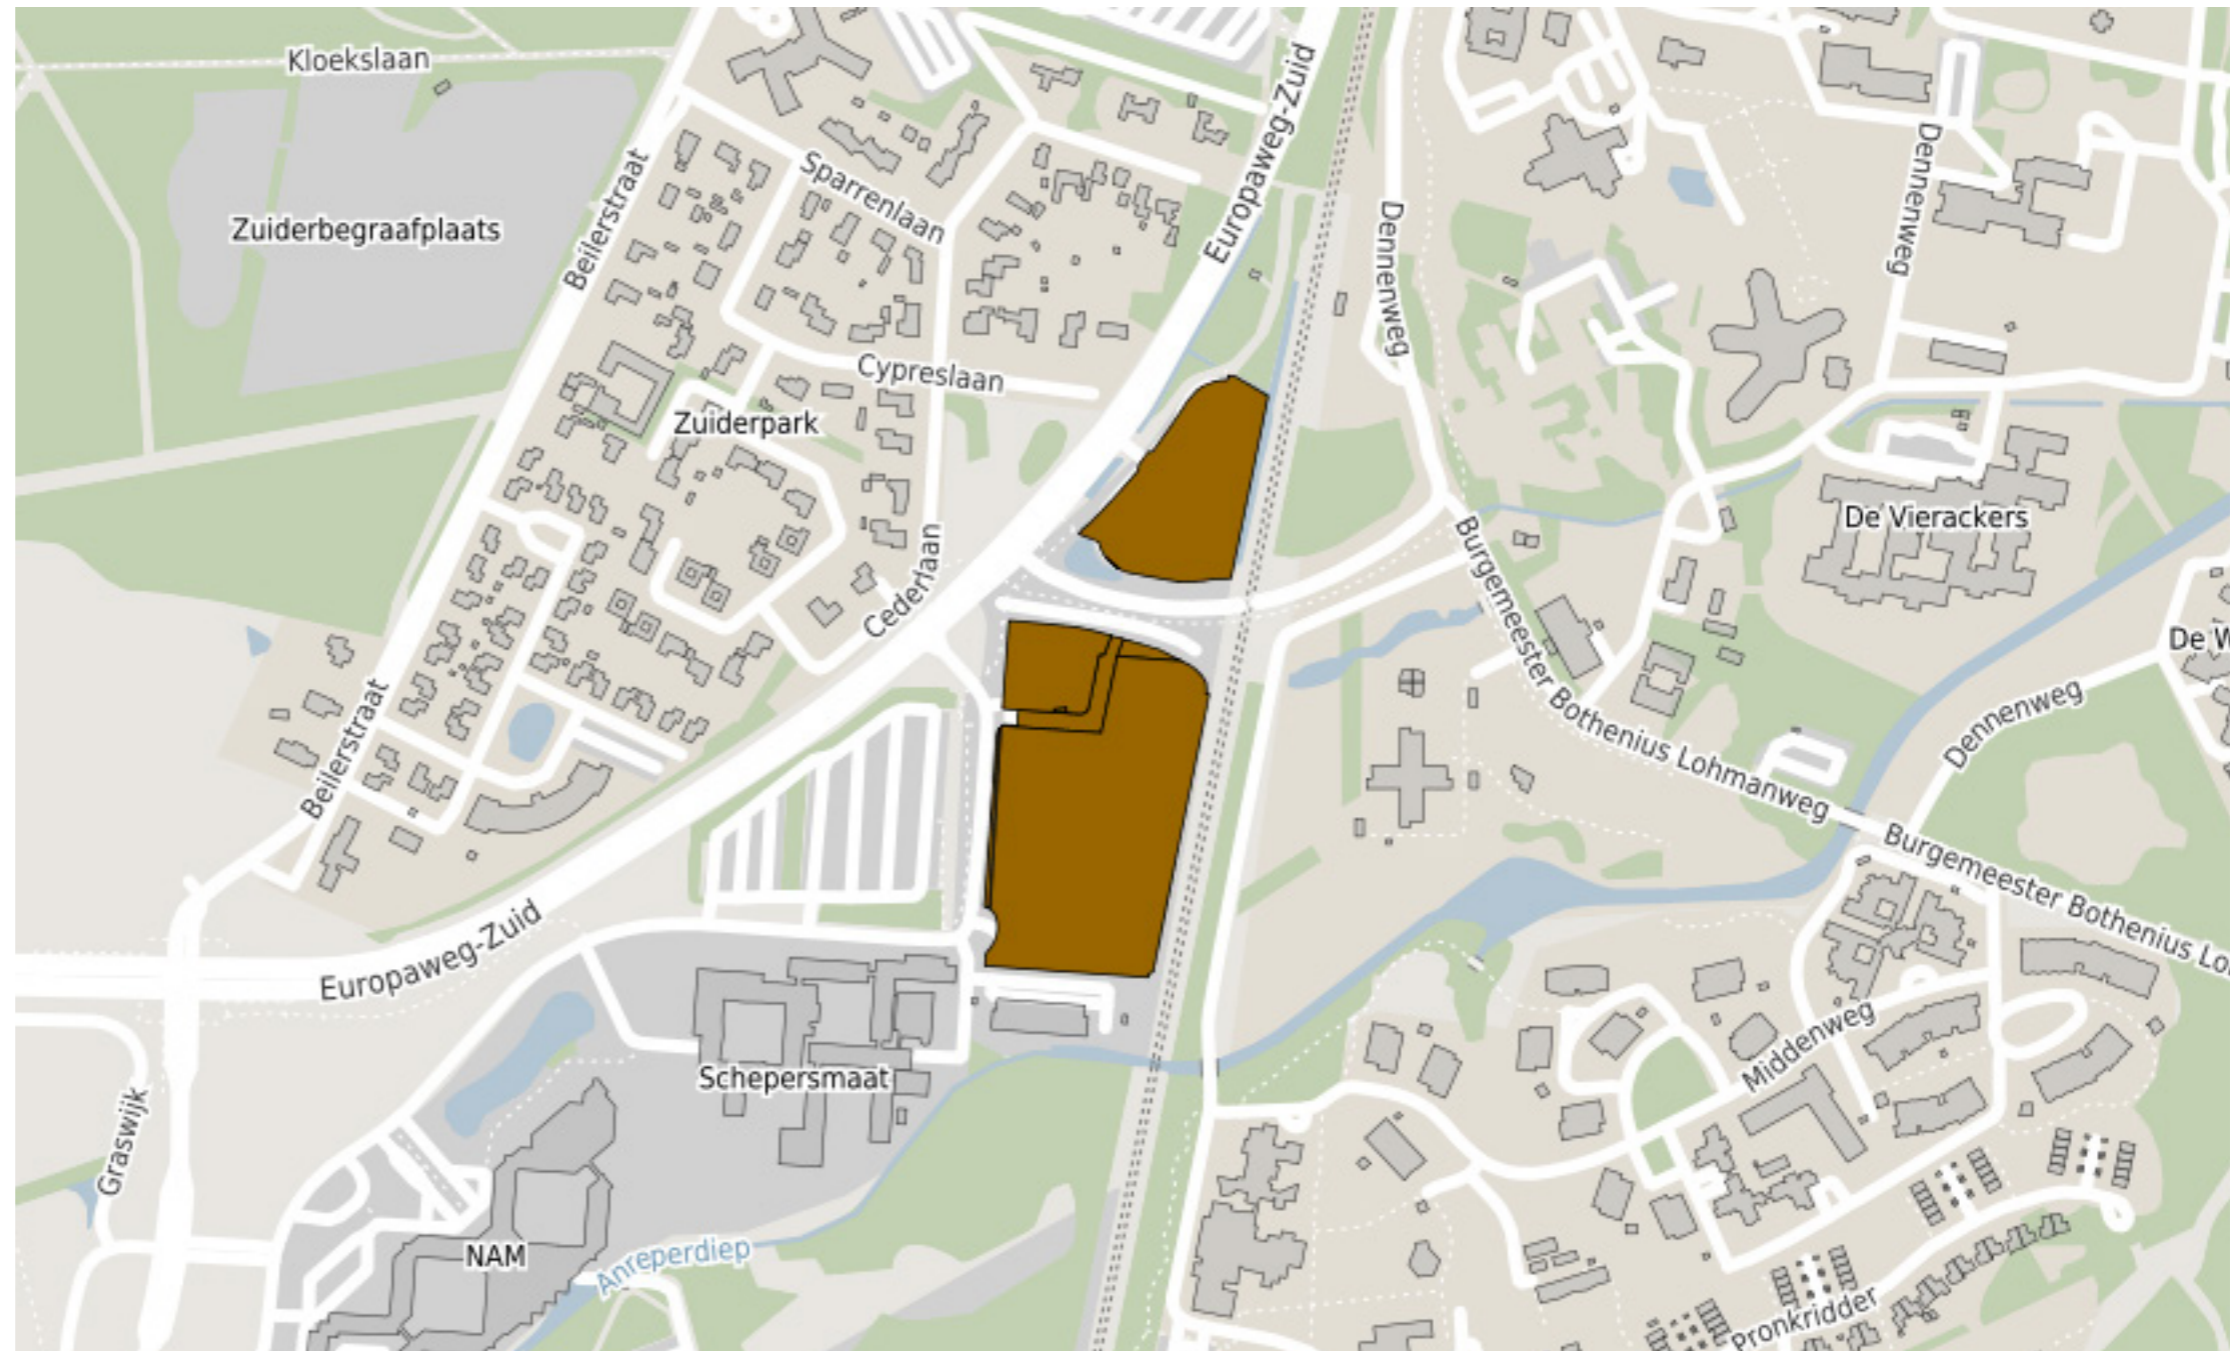 Kloekslaan
Europaweg-Zuid
Sparrenlaan
Beilerstraat
Dennenweg
Dennenweg
Zuiderbegraafplaats
Cypreslaan
Zuiderpark
De Vierackers
Cederlaan
Burgemeester Bothenius Lohmanweg
De W
Dennenweg
Beilerstraat
Burgemeester Bothenius Lo
Europaweg-Zuid
Middenweg
Schepersmaat
Graswijk
NAM
Anreperdiep
Pronkridder